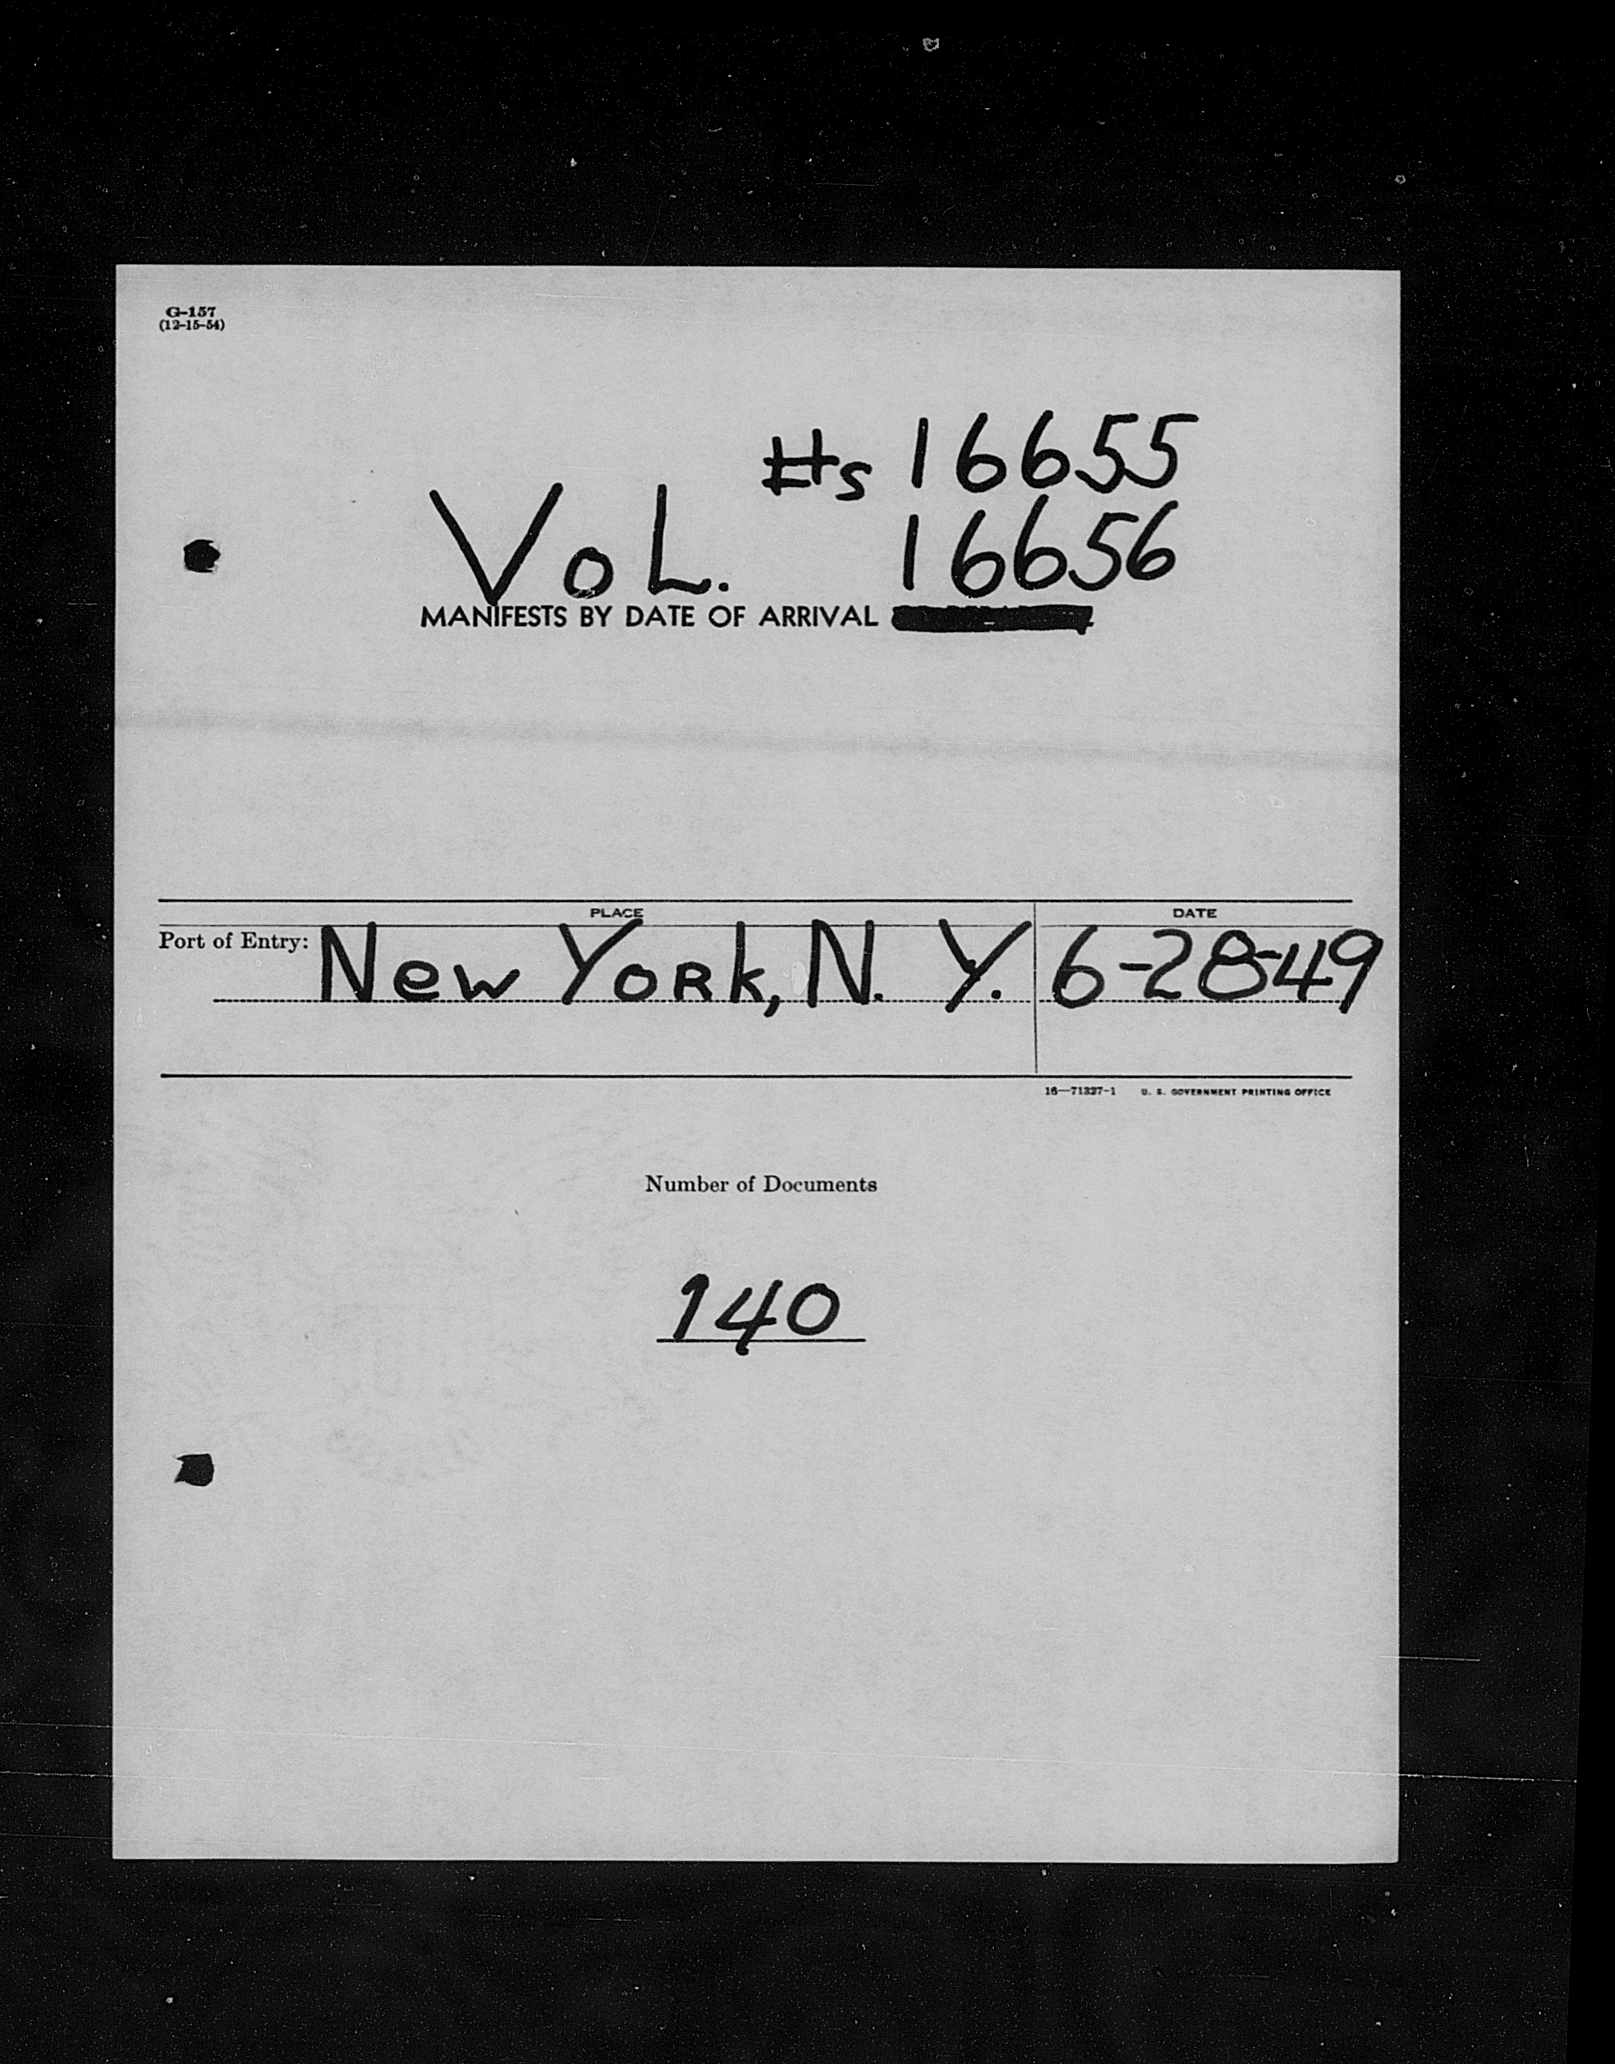 G-157
(12-15-54)
#s 16655
VoL. 16656
MANIFESTS BY DATE OF ARRIVAL
PLACE
DATE
Port of Entry: New York, N. Y. 6-28-49
16—71327-1 U. S. GOVERNMENT PRINTING OFFICE
Number of Documents
140